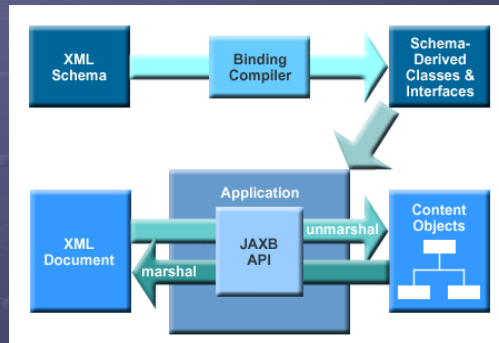 XML
Schema
Binding
Compiler
Schema-
Derived
Classes &
Interfaces
Application
XML
Document
JAXB
API
unmarshal
marshal
Content
Objects